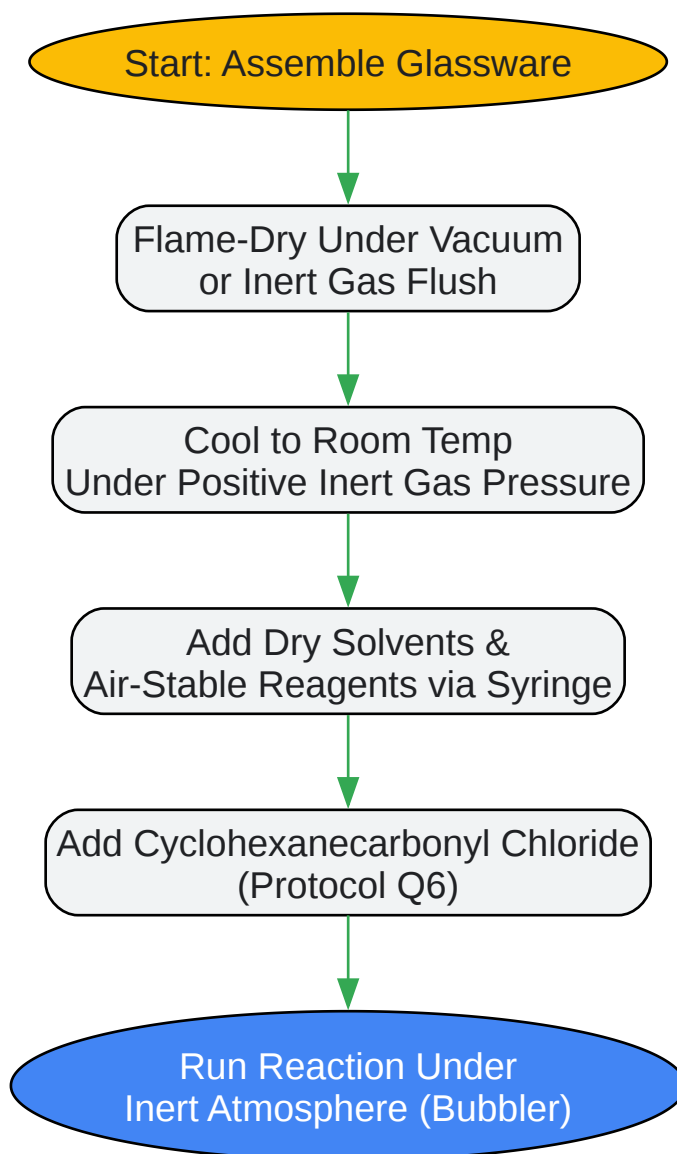 Start: Assemble Glassware
Flame-Dry Under Vacuum
or Inert Gas Flush
Cool to Room Temp
Under Positive Inert Gas Pressure
Add Dry Solvents &
Air-Stable Reagents via Syringe
Add Cyclohexanecarbonyl Chloride
(Protocol Q6)
Run Reaction Under
Inert Atmosphere (Bubbler)